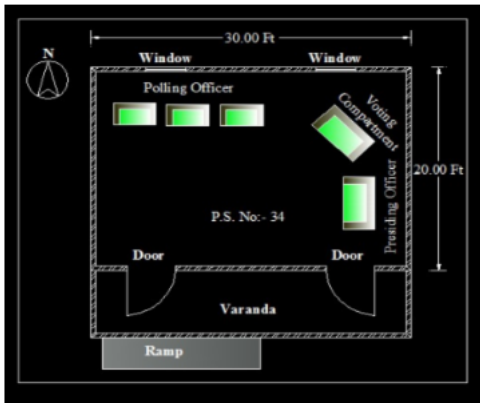 30.00 Ft
N
Window
Window
Polling Officer
Voting
Compartment
20.00 Ft
Presiding Officer
P.S. No:- 34
Door
Door
Varanda
Ramp